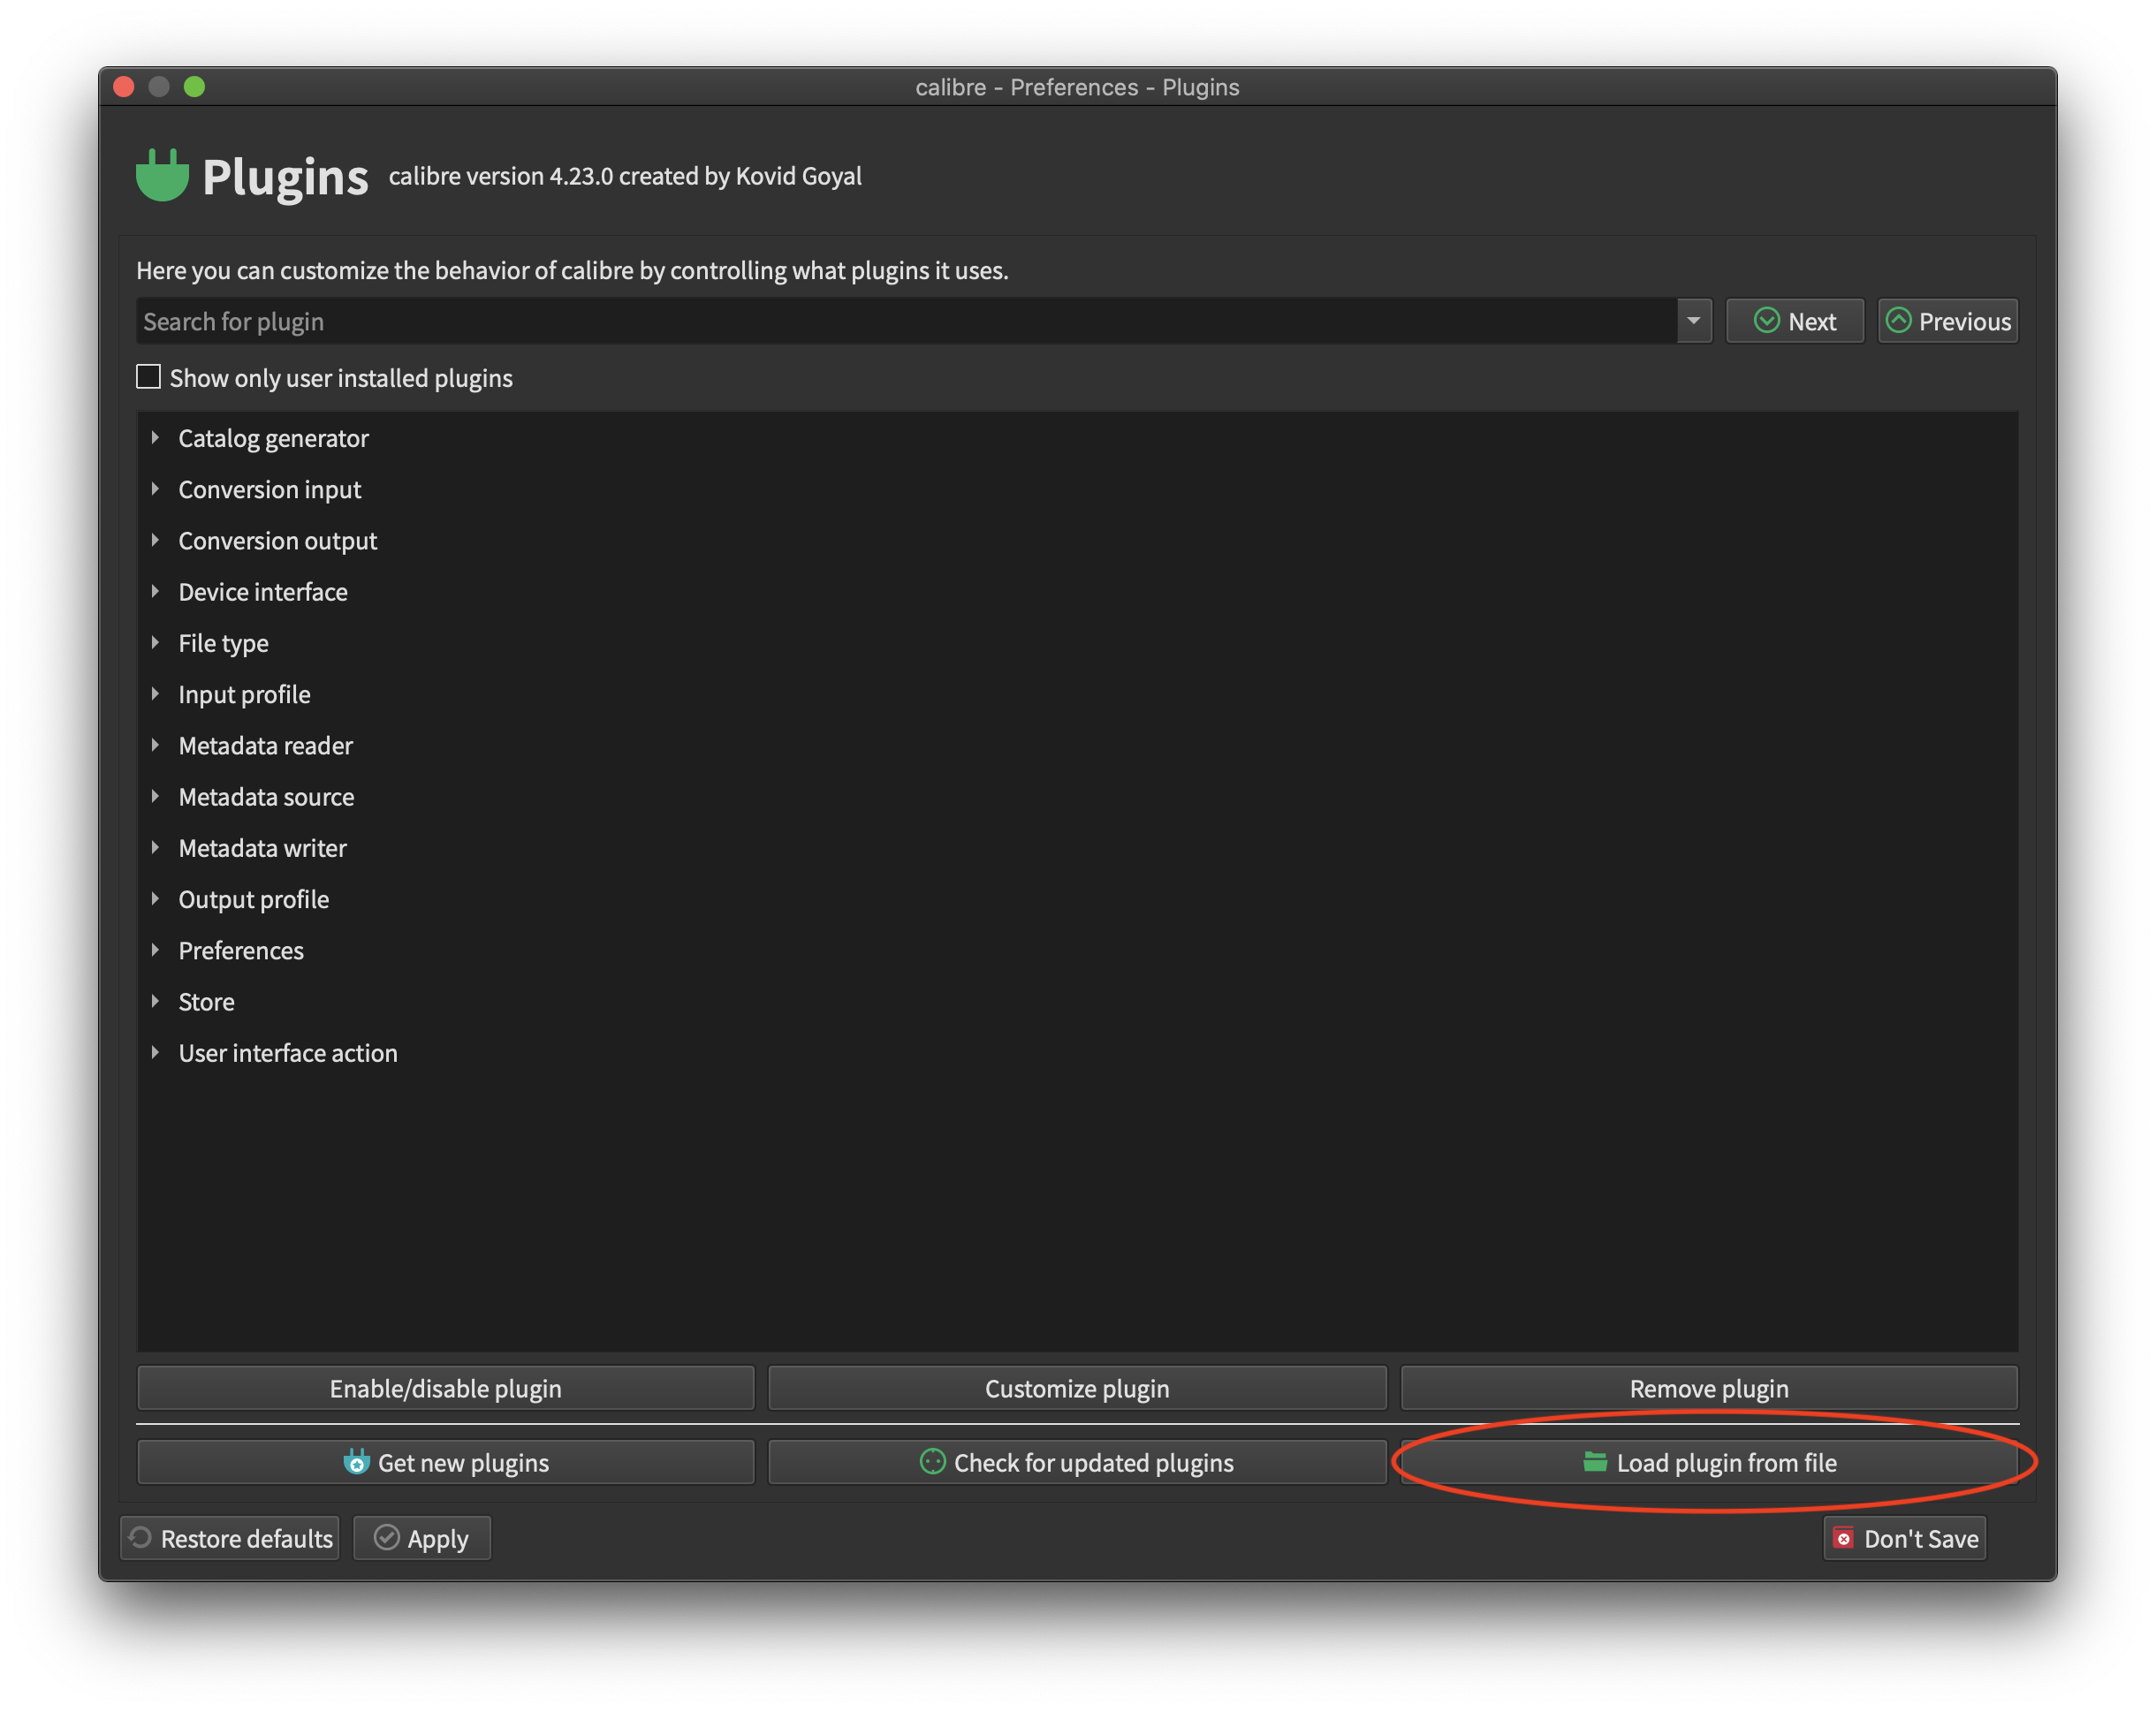 calibre - Preferences - Plugins
Plugins calibre version 4.23.0 created by Kovid Goyal
Here you can customize the behavior of calibre by controlling what plugins it uses.
Search for plugin Next Previous
Show only user installed plugins
Catalog generator
Conversion input
Conversion output
Device interface
File type
Input profile
Metadata reader
Metadata source
Metadata writer
Output profile
Preferences
Store
User interface action
Enable/disable plugin Customize plugin Remove plugin
Get new plugins Check for updated plugins Load plugin from file
Restore defaults Apply Don't Save